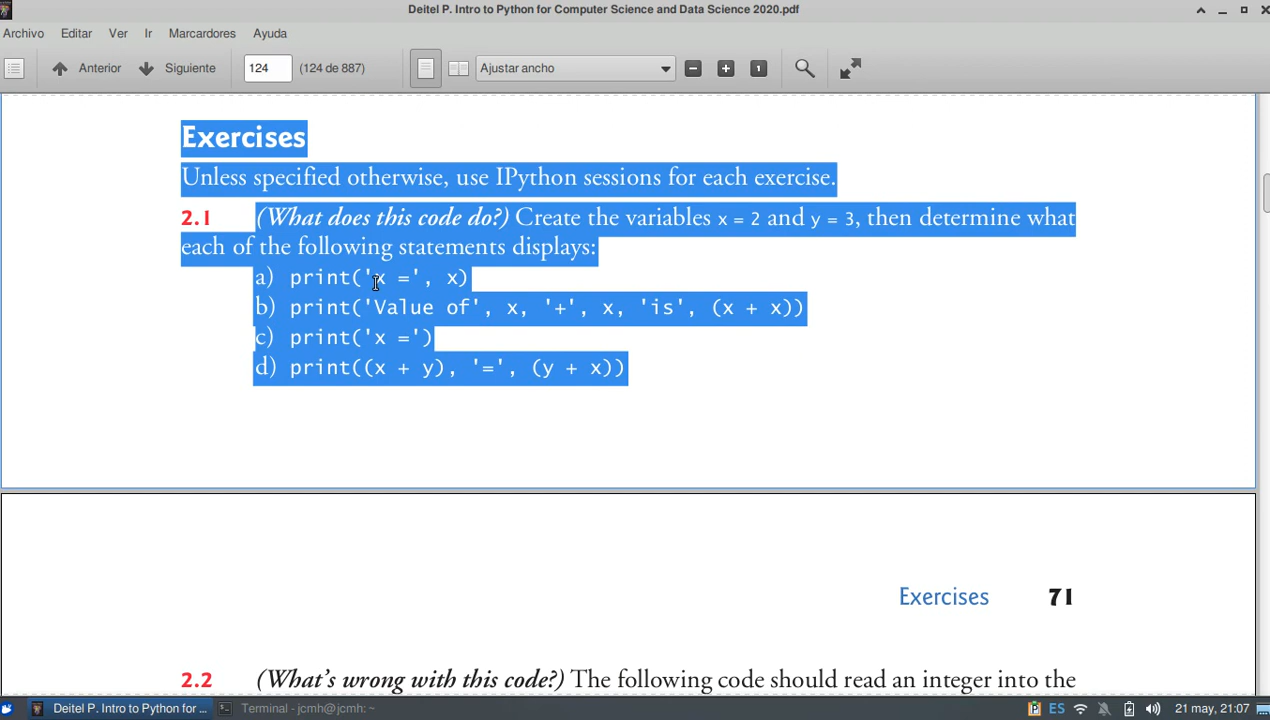 Deitel P. Intro to Python for Computer Science and Data Science 2020.pdf
Archivo Editar Ver Ir Marcadores Ayuda
Anterior Siguiente 124 (124 de 887) Ajustar ancho 1
Exercises
Unless specified otherwise, use IPython sessions for each exercise.
2.1 (What does this code do?) Create the variables x = 2 and y = 3, then determine what
each of the following statements displays:
a) print('x =', x)
b) print('Value of', x, '+', x, 'is', (x + x))
c) print('x =')
d) print((x + y), '=', (y + x))
Exercises 71
2.2 (What's wrong with this code?) The following code should read an integer into the
Deitel P. Intro to Python for ... Terminal - jcmh@jcmh: ~ ES 21 may, 21:07